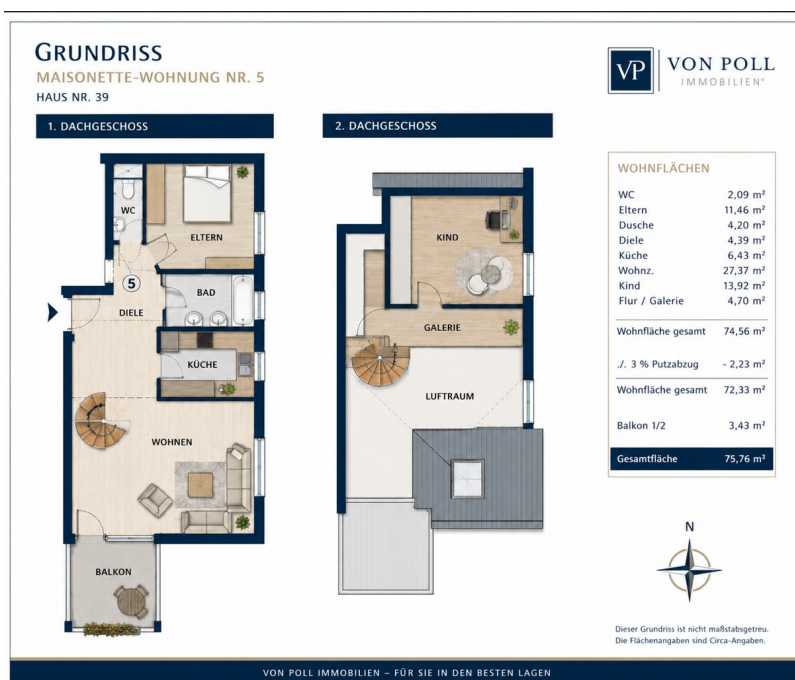 GRUNDRISS
MAISONETTE-WOHNUNG NR. 5
HAUS NR. 39
VP
VON POLL
IMMOBILIEN®
1. DACHGESCHOSS
2. DACHGESCHOSS
WC
ELTERN
5
DIELE
BAD
KÜCHE
WOHNEN
BALKON
KIND
GALERIE
LUFTRAUM
WOHNFLÄCHEN
WC 2,09 m²
Eltern 11,46 m²
Dusche 4,20 m²
Diele 4,39 m²
Küche 6,43 m²
Wohnz. 27,37 m²
Kind 13,92 m²
Flur / Galerie 4,70 m²
Wohnfläche gesamt 74,56 m²
./. 3 % Putzabzug - 2,23 m²
Wohnfläche gesamt 72,33 m²
Balkon 1/2 3,43 m²
Gesamtfläche 75,76 m²
N
Dieser Grundriss ist nicht maßstabsgetreu.
Die Flächenangaben sind Circa-Angaben.
VON POLL IMMOBILIEN – FÜR SIE IN DEN BESTEN LAGEN